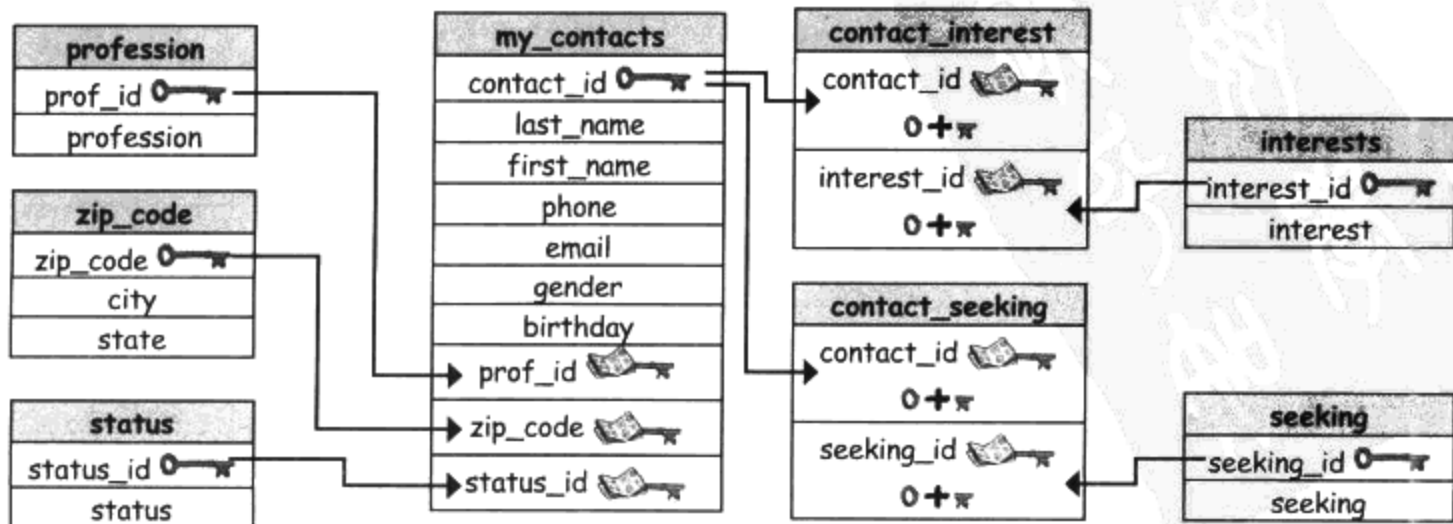 profession
prof_id
profession
zip_code
zip_code
city
state
status
status_id
status
my_contacts
contact_id
last_name
first_name
phone
email
gender
birthday
prof_id
zip_code
status_id
contact_interest
contact_id
interest_id
contact_seeking
contact_id
seeking_id
interests
interest_id
interest
seeking
seeking_id
seeking